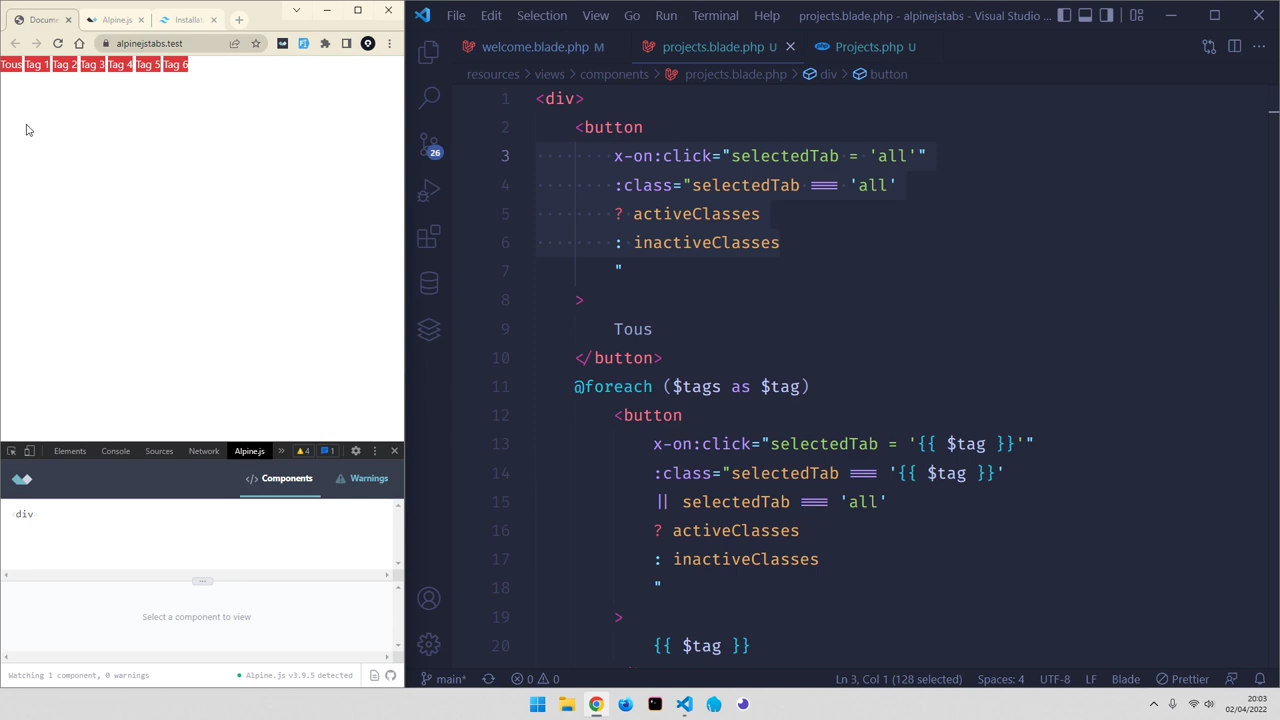 Docume
Alpine.js
Installat
alpinejstabs.test
Tous Tag 1 Tag 2 Tag 3 Tag 4 Tag 5 Tag 6
Elements Console Sources Network Alpine.js » 4 1
Components Warnings
div
Select a component to view
Watching 1 component, 0 warnings
Alpine.js v3.9.5 detected
File Edit Selection View Go Run Terminal Help projects.blade.php - alpinejstabs - Visual Studio ...
welcome.blade.php M projects.blade.php U Php Projects.php U
resources > views > components > projects.blade.php > div > button
26
1 <div>
2 <button
3 x-on:click="selectedTab = 'all'"
4 :class="selectedTab === 'all'
5 ? activeClasses
6 : inactiveClasses
7 "
8 >
9 Tous
10 </button>
11 @foreach ($tags as $tag)
12 <button
13 x-on:click="selectedTab = '{{ $tag }}'"
14 :class="selectedTab === '{{ $tag }}'
15 || selectedTab === 'all'
16 ? activeClasses
17 : inactiveClasses
18 "
19 >
20 {{ $tag }}
main* 0 0 Ln 3, Col 1 (128 selected) Spaces: 4 UTF-8 LF Blade Prettier
20:03
02/04/2022